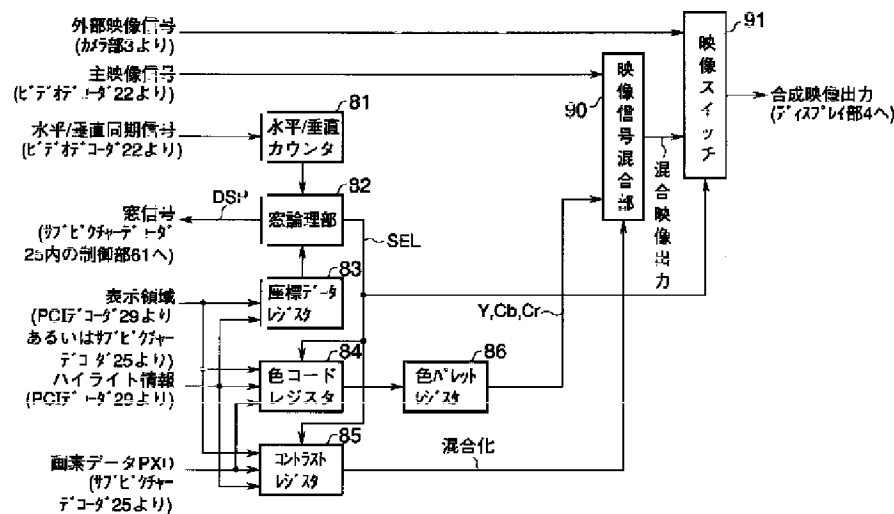 外部映像信号
(ｶﾒﾗ部3より)
主映像信号
(ﾋﾞﾃﾞｵﾃﾞｺｰﾀﾞ22より)
水平/垂直同期信号
(ﾋﾞﾃﾞｵﾃﾞｺｰﾀﾞ22より)
窓信号
(ｻﾌﾞﾋﾟｸﾁｬｰﾃﾞｺｰﾀﾞ
25内の制御部61へ)
表示領域
(PCIﾃﾞｺｰﾀﾞ29より
あるいはｻﾌﾞﾋﾟｸﾁｬｰ
ﾃﾞｺｰﾀﾞ25より)
ハイライト情報
(PCIﾃﾞｺｰﾀﾞ29より)
画素データPXD
(ｻﾌﾞﾋﾟｸﾁｬｰ
ﾃﾞｺｰﾀﾞ25より)
81
水平/垂直
カウンタ
82
窓論理部
DSP
SEL
83
座標データ
レジスタ
84
色コード
レジスタ
85
ｺﾝﾄﾗｽﾄ
ﾚｼﾞｽﾀ
86
色ﾊﾟﾚｯﾄ
ﾚｼﾞｽﾀ
Y,Cb,Cr
混合化
90
映像信号混合部
混合映像出力
91
映像スイッチ
合成映像出力
(ﾃﾞｨｽﾌﾟﾚｲ部4へ)